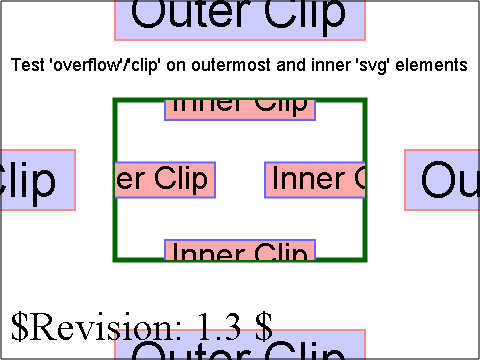 Outer Clip
Test 'overflow'/'clip' on outermost and inner 'svg' elements
Inner Clip
Clip
er Clip
Inner C
Ou
Inner Clip
$Revision: 1.3 $
Outer Clip